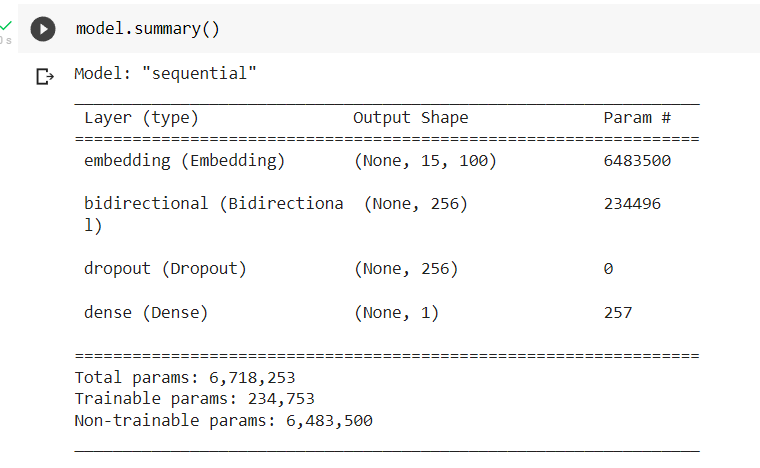 0s
model.summary()
Model: "sequential"
_________________________________________________________________
Layer (type) Output Shape Param #
=================================================================
embedding (Embedding) (None, 15, 100) 6483500
bidirectional (Bidirectiona (None, 256) 234496
l)
dropout (Dropout) (None, 256) 0
dense (Dense) (None, 1) 257
=================================================================
Total params: 6,718,253
Trainable params: 234,753
Non-trainable params: 6,483,500
_________________________________________________________________